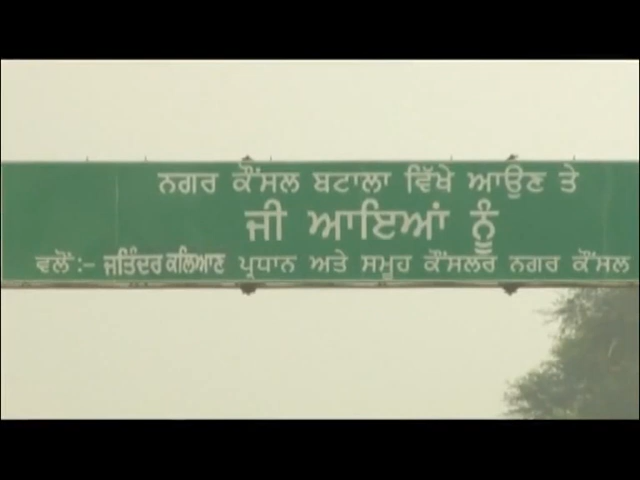 ਨਗਰ ਕੌਂਸਲ ਬਟਾਲਾ ਵਿੱਖੇ ਆਉਣ ਤੇ
ਜੀ ਆਇਆਂ ਨੂੰ
ਵਲੋਂ :- ਜਤਿੰਦਰ ਕਲਿਆਣ ਪ੍ਰਧਾਨ ਅਤੇ ਸਮੂਹ ਕੌਂਸਲਰ ਨਗਰ ਕੌਂਸਲ